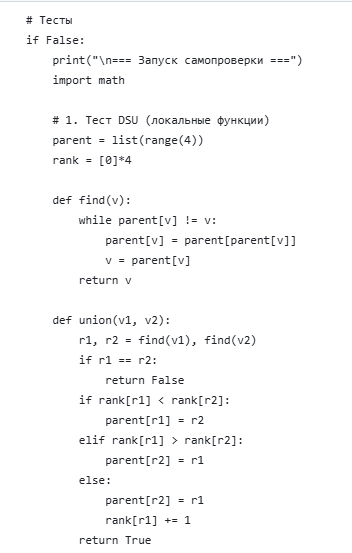 # Тесты
if False:
    print("\n=== Запуск самопроверки ===")
    import math

    # 1. Тест DSU (локальные функции)
    parent = list(range(4))
    rank = [0]*4

    def find(v):
        while parent[v] != v:
            parent[v] = parent[parent[v]]
            v = parent[v]
        return v

    def union(v1, v2):
        r1, r2 = find(v1), find(v2)
        if r1 == r2:
            return False
        if rank[r1] < rank[r2]:
            parent[r1] = r2
        elif rank[r1] > rank[r2]:
            parent[r2] = r1
        else:
            parent[r2] = r1
            rank[r1] += 1
        return True